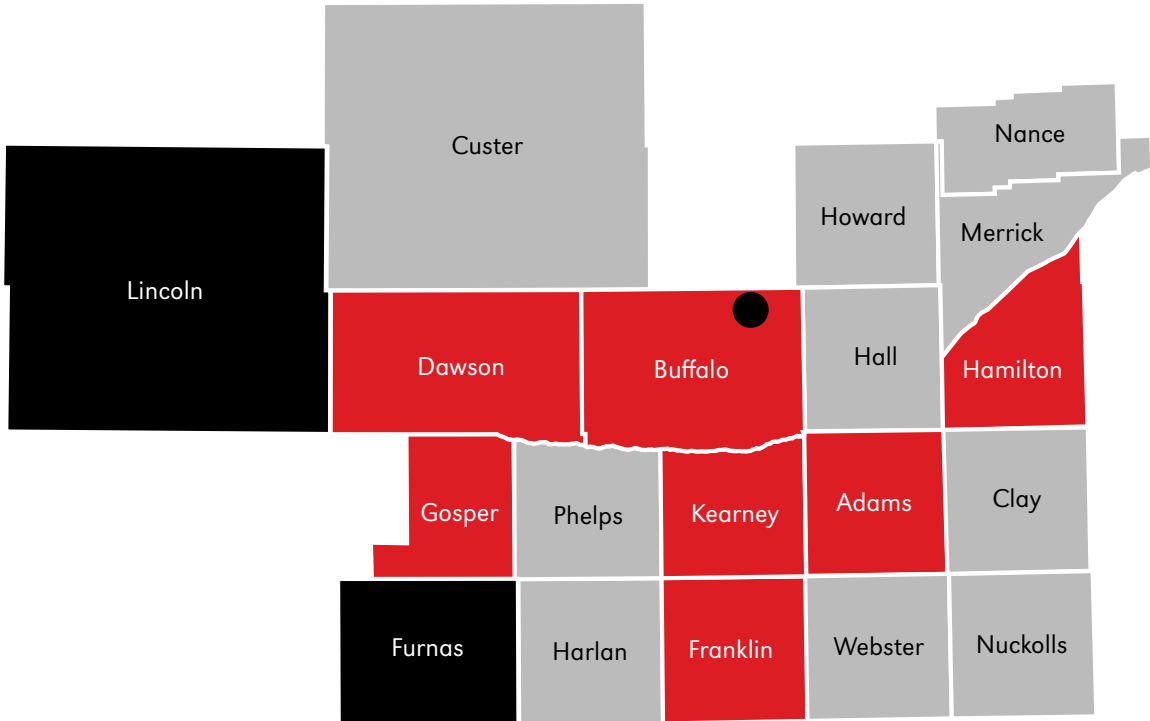 Custer
Nance
Howard
Merrick
Lincoln
Dawson
Buffalo
Hall
Hamilton
Gosper
Phelps
Kearney
Adams
Clay
Furnas
Harlan
Franklin
Webster
Nuckolls